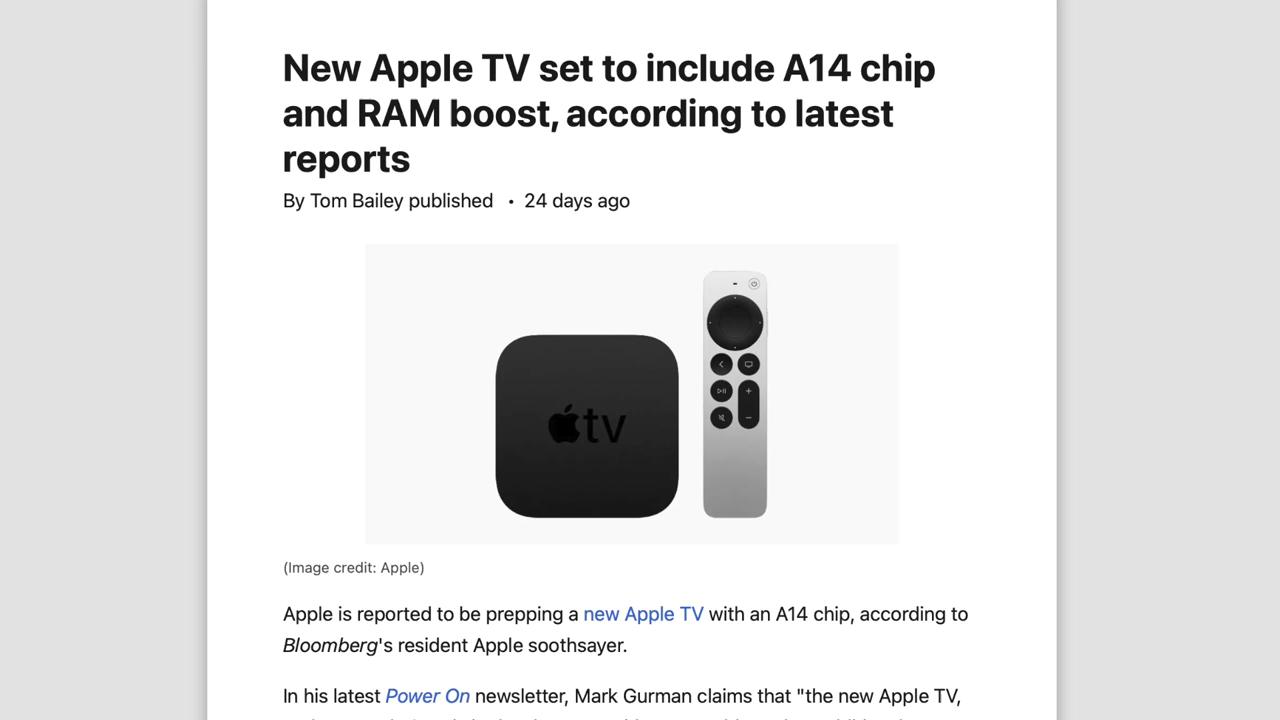 New Apple TV set to include A14 chip
and RAM boost, according to latest
reports
By Tom Bailey published • 24 days ago
tv
(Image credit: Apple)
Apple is reported to be prepping a new Apple TV with an A14 chip, according to
Bloomberg's resident Apple soothsayer.
In his latest Power On newsletter, Mark Gurman claims that "the new Apple TV,